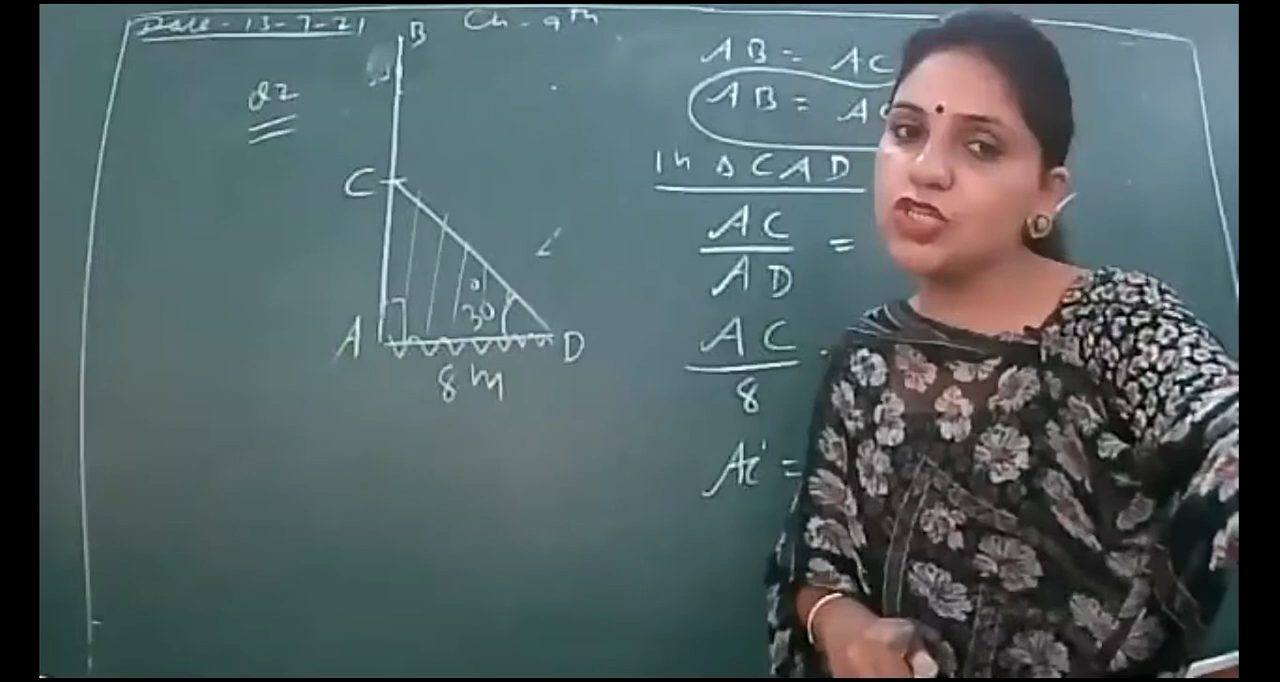 Date - 13-7-21
Ch - 9th
Q2
B
C
30°
A
D
8m
AB = AC
AB = AC
In Δ CAD
AC
AD
=
AC
8
AC =